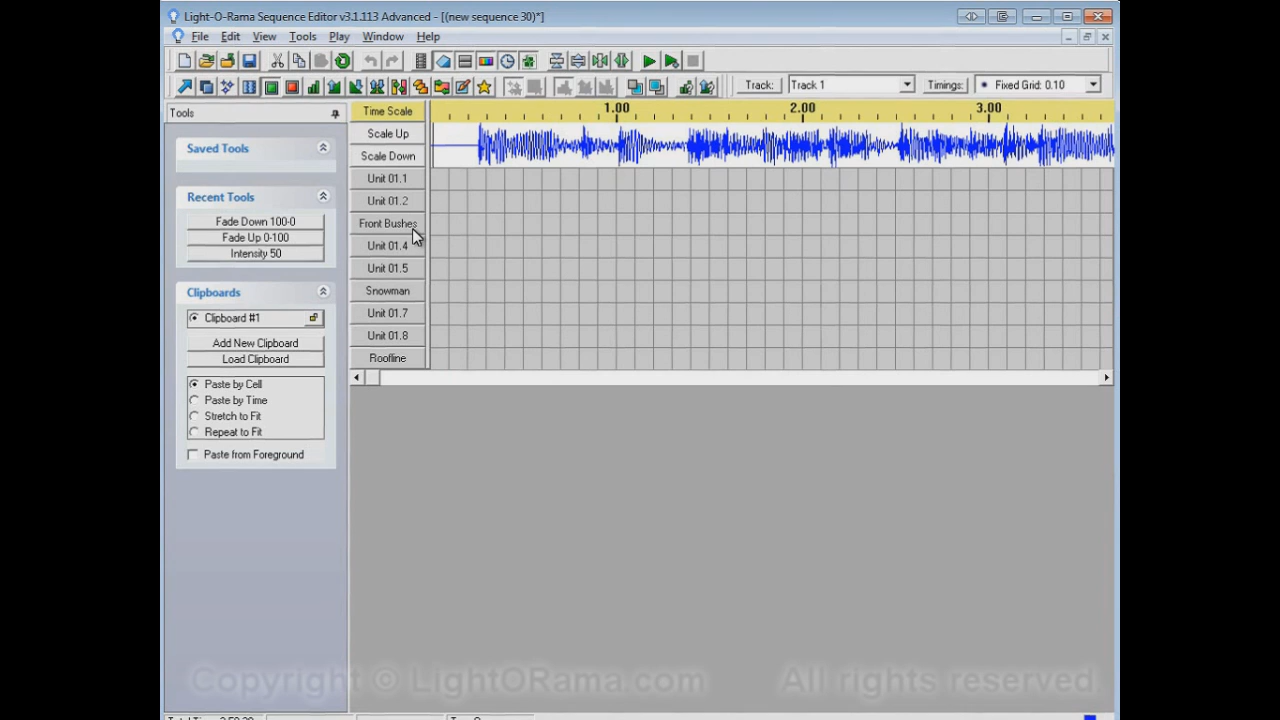 Light-O-Rama Sequence Editor v3.1.113 Advanced - [(new sequence 30)*]
File Edit View Tools Play Window Help
Track: Track 1 Timings: Fixed Grid: 0.10
Tools
Time Scale 1.00 2.00 3.00
Saved Tools
Scale Up
Scale Down
Recent Tools
Fade Down 100-0
Fade Up 0-100
Intensity 50
Unit 01.1
Unit 01.2
Front Bushes
Unit 01.4
Unit 01.5
Snowman
Unit 01.7
Unit 01.8
Roofline
Clipboards
Clipboard #1
Add New Clipboard
Load Clipboard
Paste by Cell
Paste by Time
Stretch to Fit
Repeat to Fit
Paste from Foreground
Copyright © LightORama.com All rights reserved